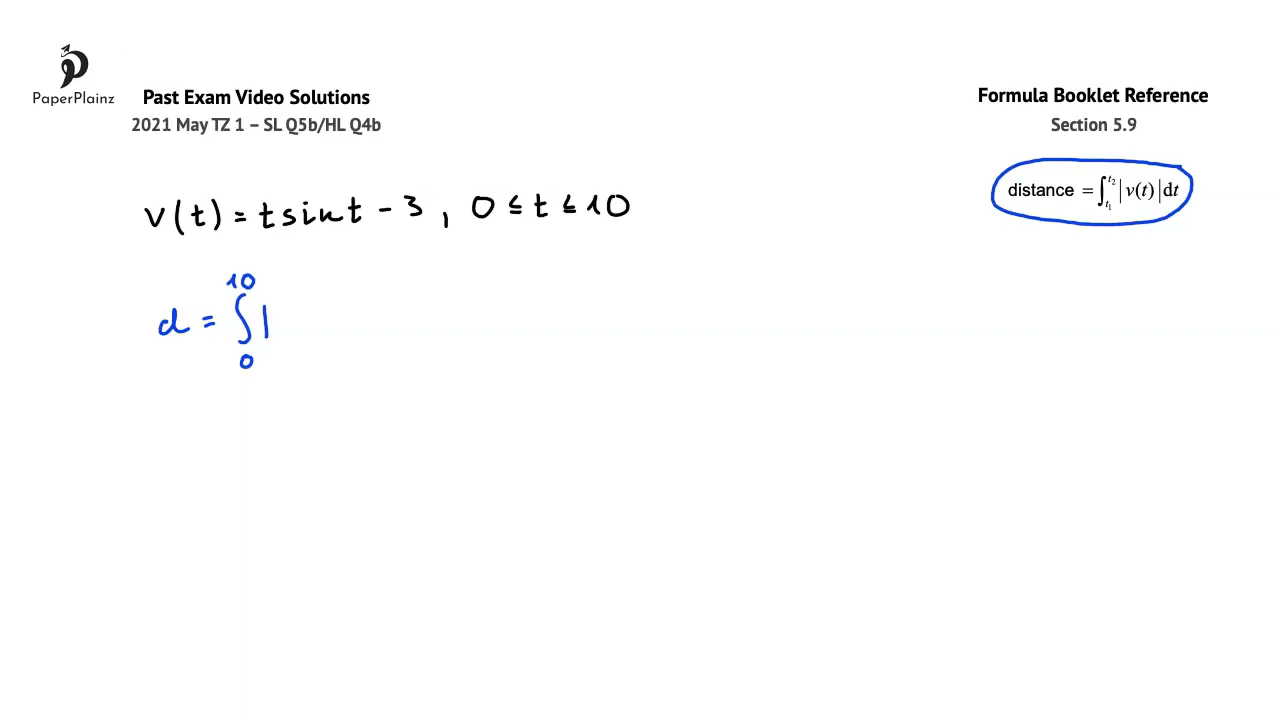 PaperPlainz
Past Exam Video Solutions
2021 May TZ 1 – SL Q5b/HL Q4b
Formula Booklet Reference
Section 5.9
distance = ∫_{t₁}^{t₂} |v(t)|dt
v(t) = t sin t - 3, 0 ≤ t ≤ 10
d = ∫_{0}^{10} |